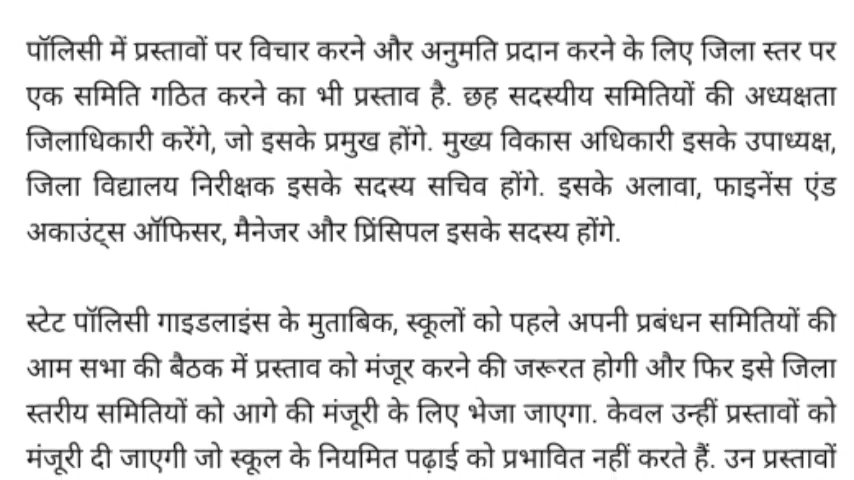 पॉलिसी में प्रस्तावों पर विचार करने और अनुमति प्रदान करने के लिए जिला स्तर पर
एक समिति गठित करने का भी प्रस्ताव है. छह सदस्यीय समितियों की अध्यक्षता
जिलाधिकारी करेंगे, जो इसके प्रमुख होंगे. मुख्य विकास अधिकारी इसके उपाध्यक्ष,
जिला विद्यालय निरीक्षक इसके सदस्य सचिव होंगे. इसके अलावा, फाइनेंस एंड
अकाउंट्स ऑफिसर, मैनेजर और प्रिंसिपल इसके सदस्य होंगे.
स्टेट पॉलिसी गाइडलाइंस के मुताबिक, स्कूलों को पहले अपनी प्रबंधन समितियों की
आम सभा की बैठक में प्रस्ताव को मंजूर करने की जरूरत होगी और फिर इसे जिला
स्तरीय समितियों को आगे की मंजूरी के लिए भेजा जाएगा. केवल उन्हीं प्रस्तावों को
मंजूरी दी जाएगी जो स्कूल के नियमित पढ़ाई को प्रभावित नहीं करते हैं. उन प्रस्तावों